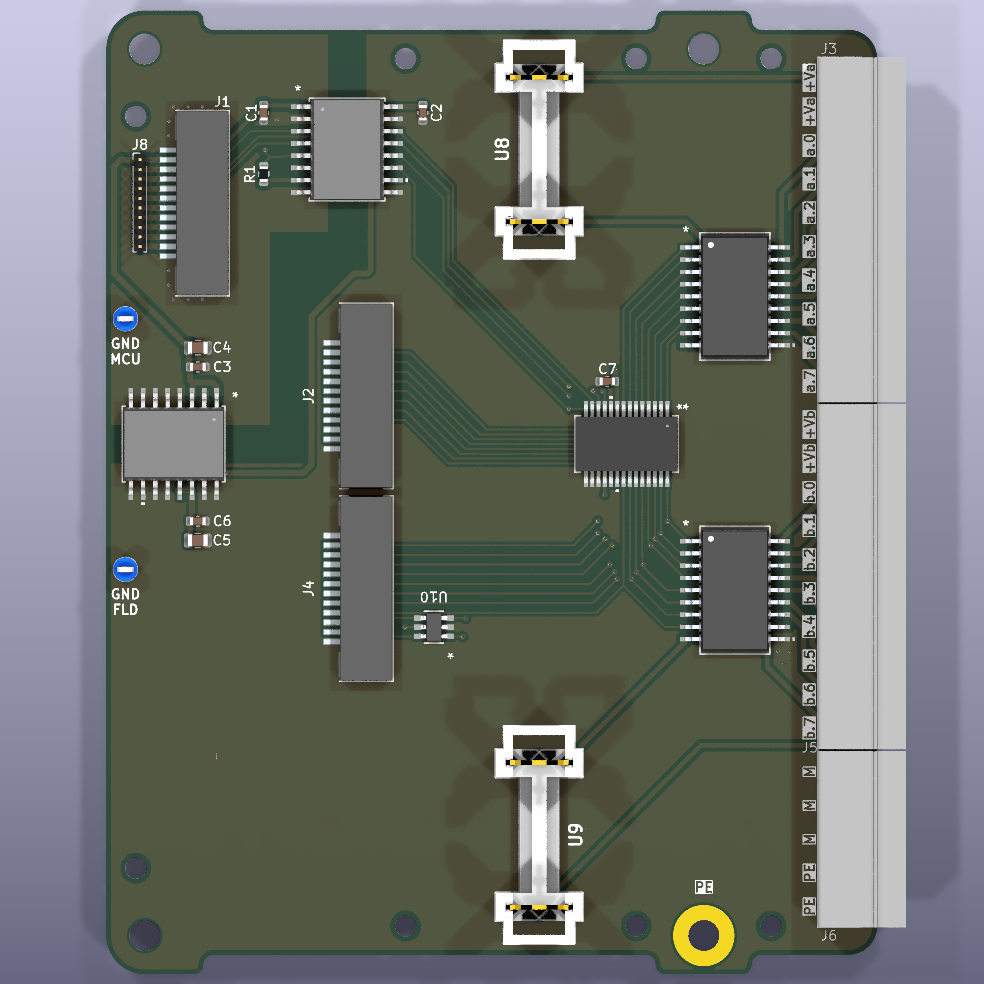 J3
+Va
+Va
a.0
a.1
a.2
a.3
a.4
a.5
a.6
a.7
+Vb
+Vb
b.0
b.1
b.2
b.3
b.4
b.5
b.6
b.7
J5
M
M
M
PE
PE
J6
J1
*
C1
C2
J8
R1
U8
*
GND
MCU
C4
C3
*
J2
C7
**
C6
C5
*
GND
FLD
J4
U10
*
U9
PE